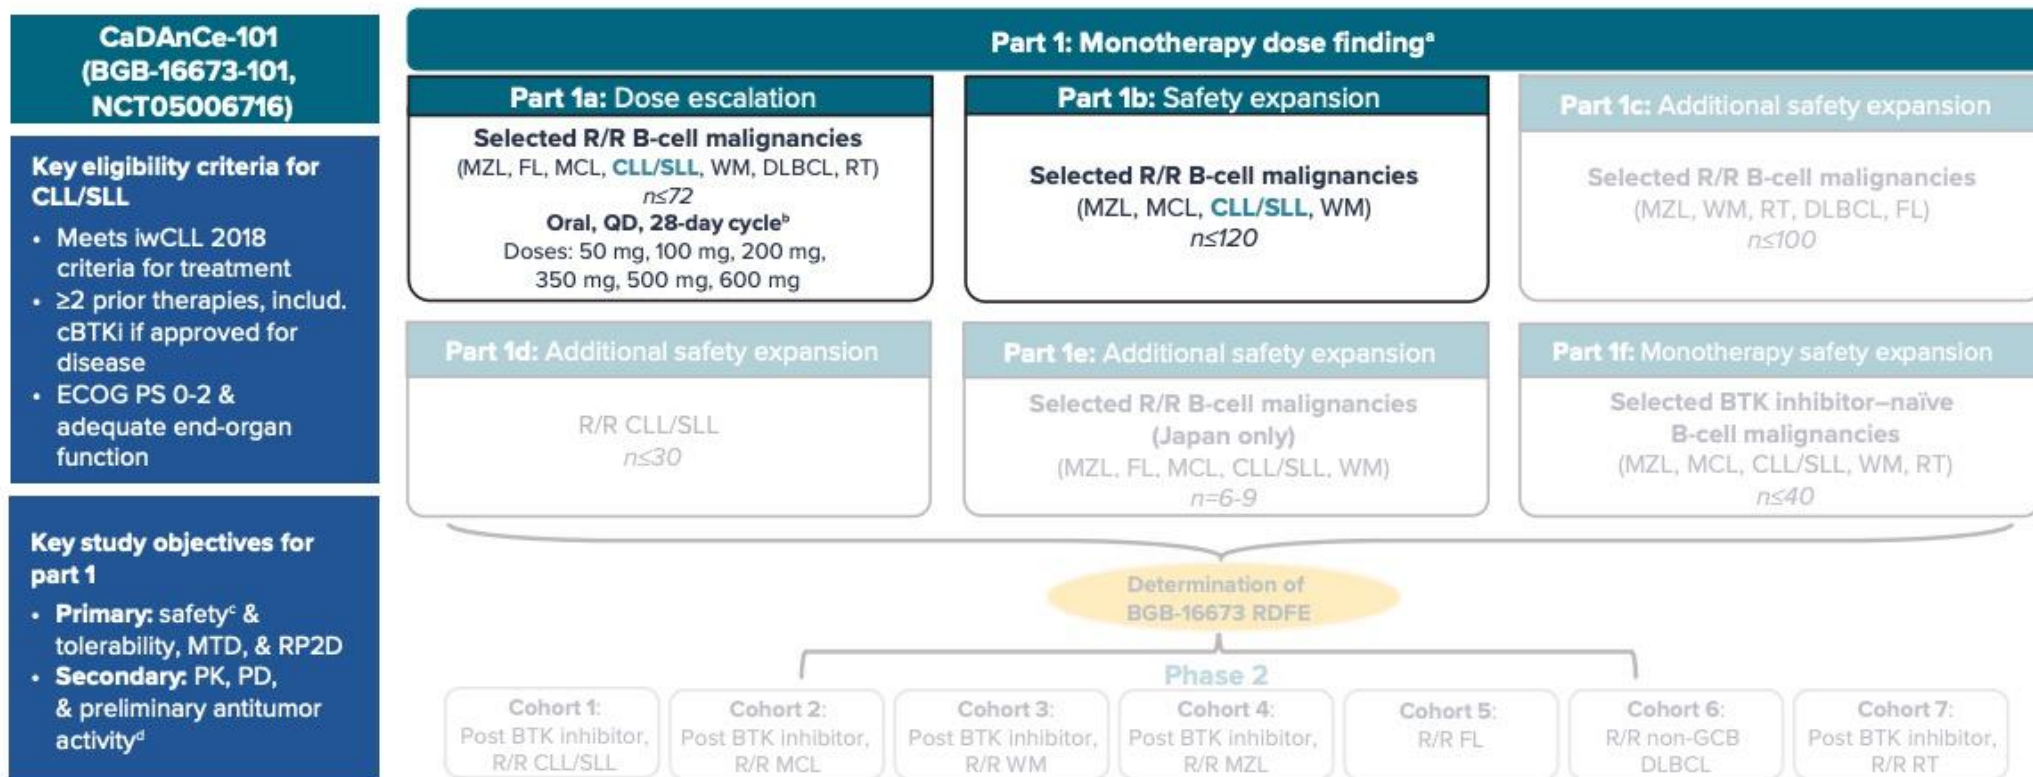 CaDAnCe-101
(BGB-16673-101,
NCT05006716)
Key eligibility criteria for
CLL/SLL
• Meets iwCLL 2018
criteria for treatment
• ≥2 prior therapies, includ.
cBTKi if approved for
disease
• ECOG PS 0-2 &
adequate end-organ
function
Key study objectives for
part 1
• Primary: safetyᶜ &
tolerability, MTD, & RP2D
• Secondary: PK, PD,
& preliminary antitumor
activityᵈ
Part 1: Monotherapy dose findingᵃ
Part 1a: Dose escalation
Selected R/R B-cell malignancies
(MZL, FL, MCL, CLL/SLL, WM, DLBCL, RT)
n≤72
Oral, QD, 28-day cycleᵇ
Doses: 50 mg, 100 mg, 200 mg,
350 mg, 500 mg, 600 mg
Part 1b: Safety expansion
Selected R/R B-cell malignancies
(MZL, MCL, CLL/SLL, WM)
n≤120
Part 1c: Additional safety expansion
Selected R/R B-cell malignancies
(MZL, WM, RT, DLBCL, FL)
n≤100
Part 1d: Additional safety expansion
R/R CLL/SLL
n≤30
Part 1e: Additional safety expansion
Selected R/R B-cell malignancies
(Japan only)
(MZL, FL, MCL, CLL/SLL, WM)
n=6-9
Part 1f: Monotherapy safety expansion
Selected BTK inhibitor–naïve
B-cell malignancies
(MZL, MCL, CLL/SLL, WM, RT)
n≤40
Determination of
BGB-16673 RDFE
Phase 2
Cohort 1:
Post BTK inhibitor,
R/R CLL/SLL
Cohort 2:
Post BTK inhibitor,
R/R MCL
Cohort 3:
Post BTK inhibitor,
R/R WM
Cohort 4:
Post BTK inhibitor,
R/R MZL
Cohort 5:
R/R FL
Cohort 6:
R/R non-GCB
DLBCL
Cohort 7:
Post BTK inhibitor,
R/R RT